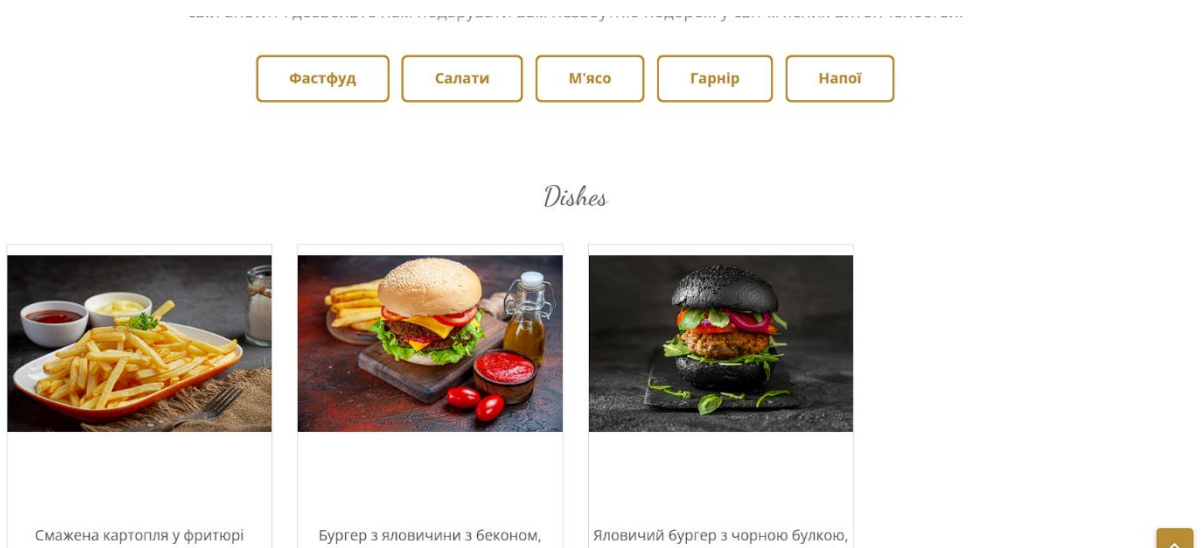 Фастфуд
Салати
М'ясо
Гарнір
Напої
Dishes
Смажена картопля у фритюрі
Бургер з яловичини з беконом,
Яловичий бургер з чорною булкою,